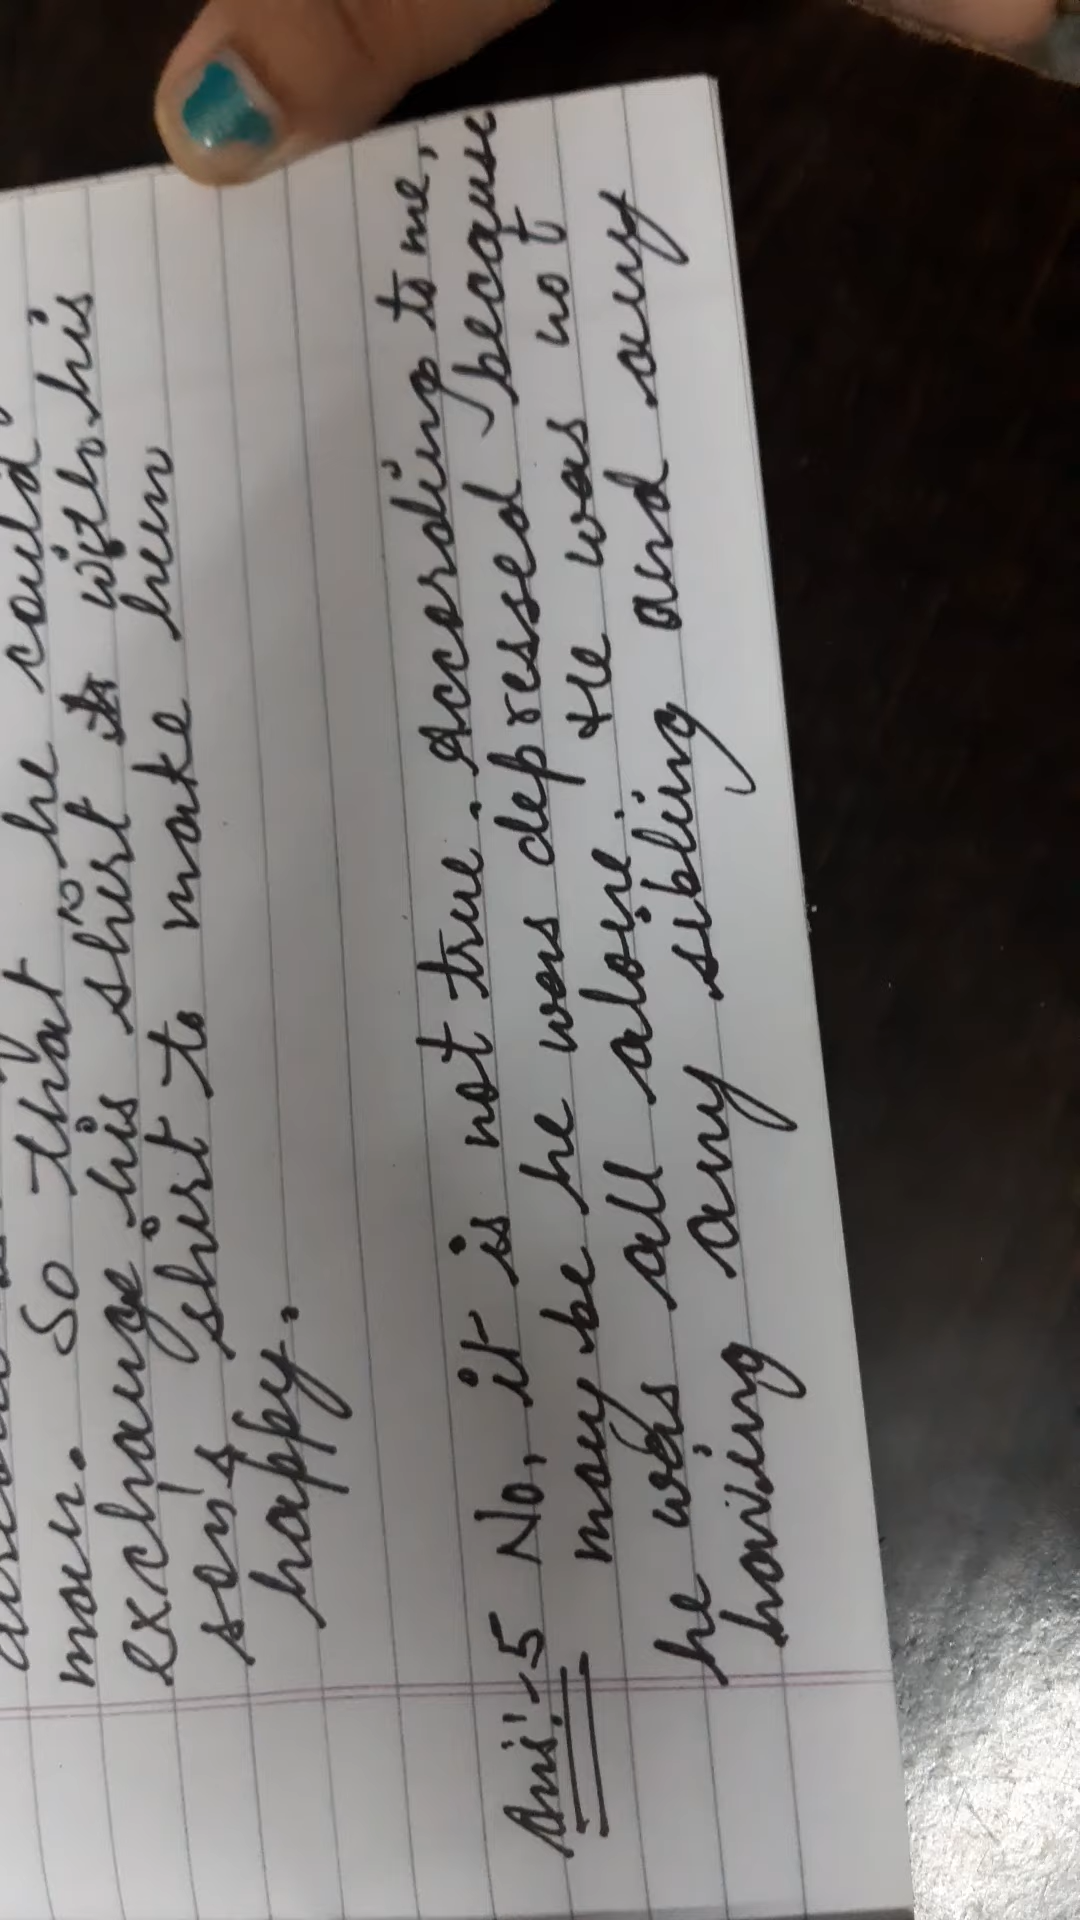 man. So that he could
exchange his shirt with his
son's shirt to make him
happy.
Ans:-5 No, it is not true. According to me,
may be he was depressed because
he was all alone. He was not
having any sibling and any